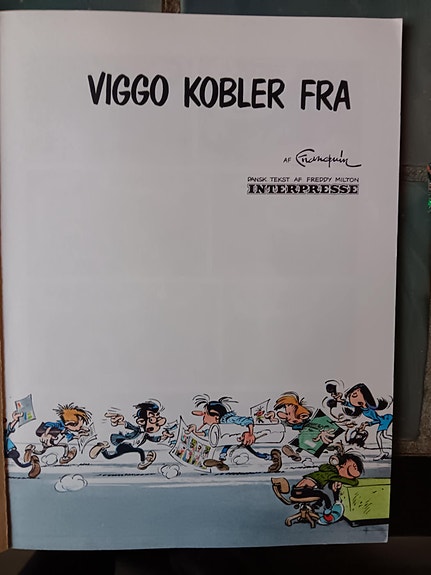 VIGGO KOBLER FRA
AF Franquin
DANSK TEKST AF FREDDY MILTON
INTERPRESSE